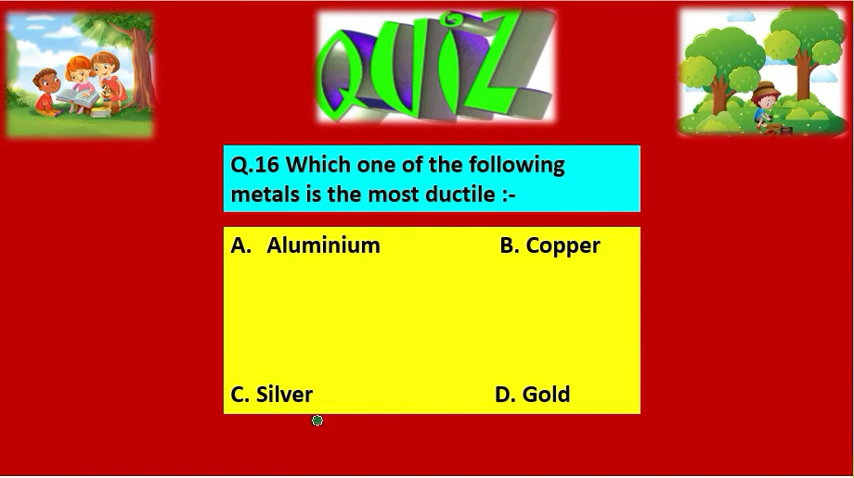 QUiZ
Q.16 Which one of the following
metals is the most ductile :-
A. Aluminium B. Copper
C. Silver D. Gold